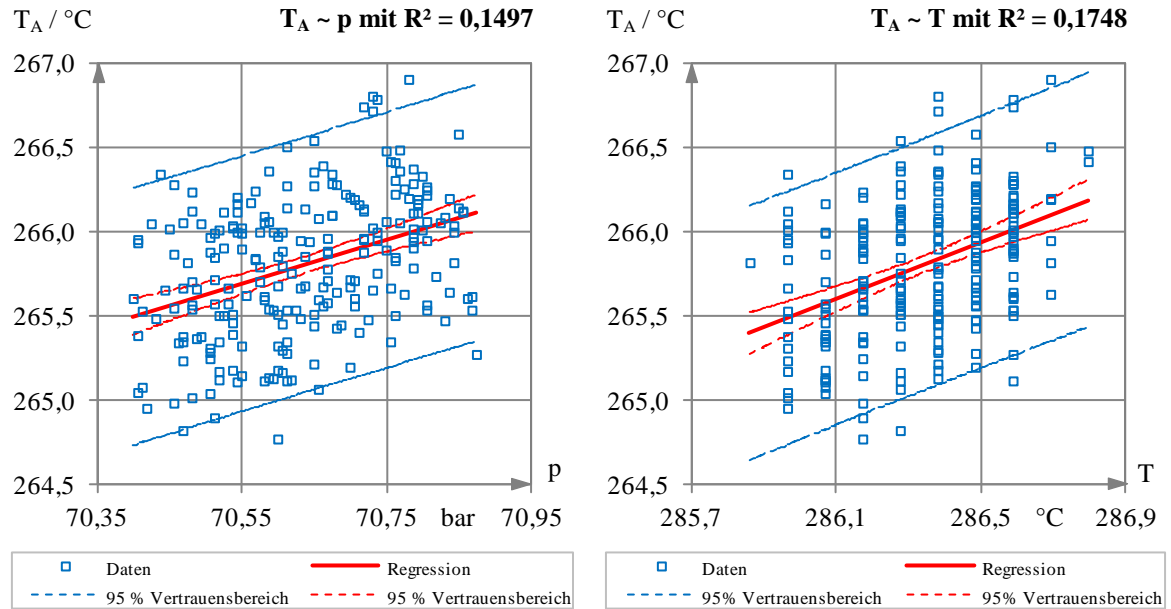 T_A / °C
T_A ~ p mit R² = 0,1497
267,0
266,5
266,0
265,5
265,0
264,5
p
70,35
70,55
70,75
bar
70,95
Daten
Regression
95 % Vertrauensbereich
95 % Vertrauensbereich
T_A / °C
T_A ~ T mit R² = 0,1748
267,0
266,5
266,0
265,5
265,0
264,5
T
285,7
286,1
286,5
°C
286,9
Daten
Regression
95% Vertrauensbereich
95 % Vertrauensbereich